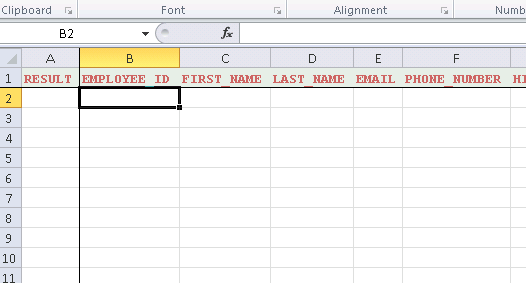 Clipboard Font Alignment Numb
B2 fx
A B C D E F
1 RESULT EMPLOYEE_ID FIRST_NAME LAST_NAME EMAIL PHONE_NUMBER HI
2
3
4
5
6
7
8
9
10
11